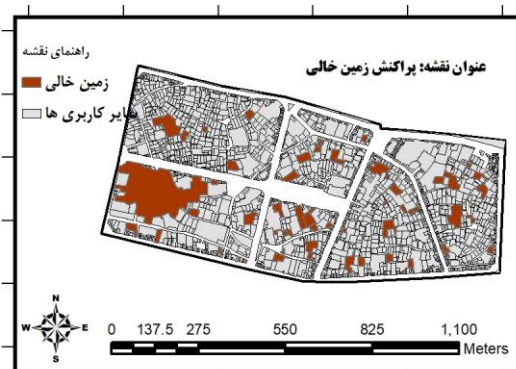 عنوان نقشه: پراکنش زمین خالی
راهنمای نقشه
زمین خالی
سایر کاربری ها
N
W E
S
0 137.5 275 550 825 1,100
Meters